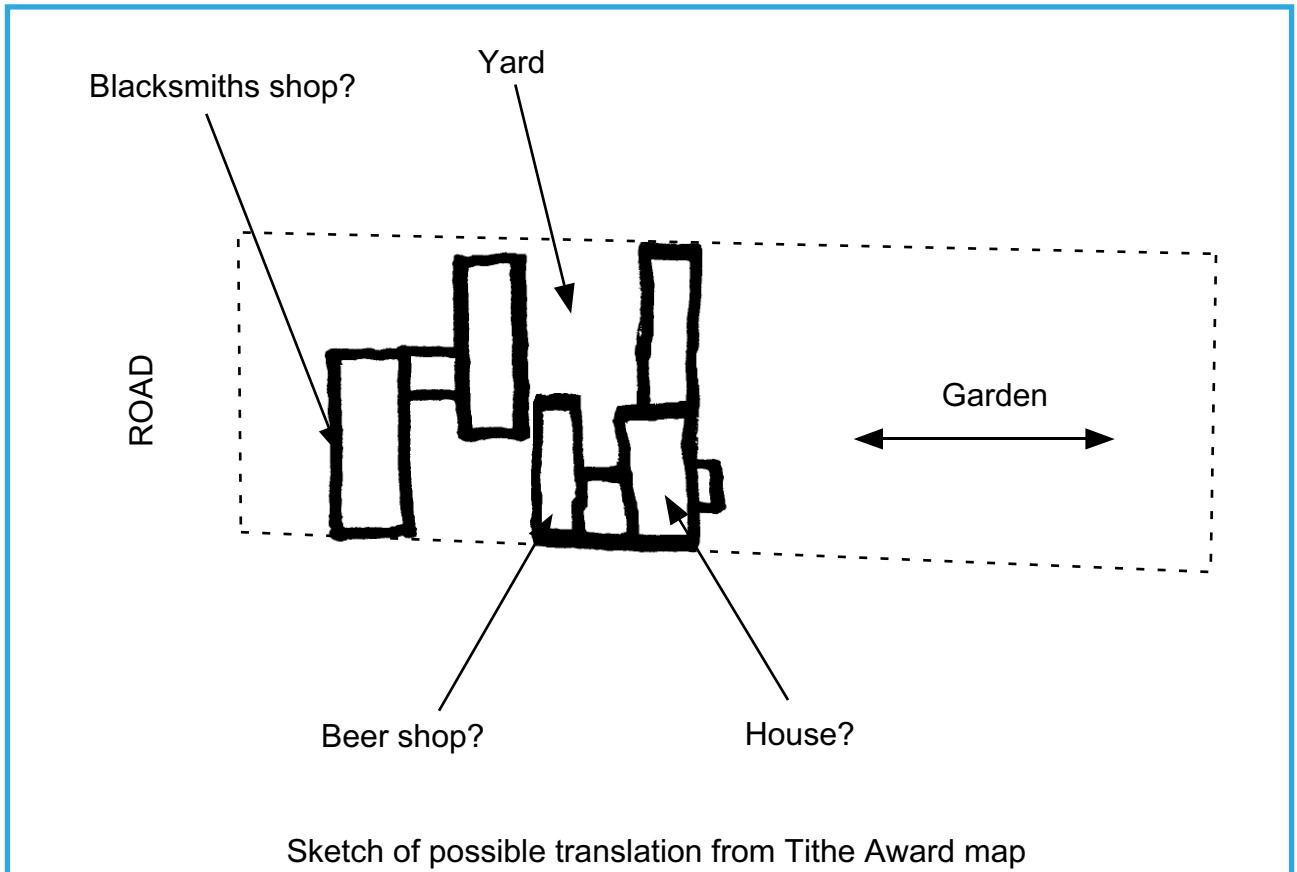 Yard
Blacksmiths shop?
ROAD
Garden
Beer shop?
House?
Sketch of possible translation from Tithe Award map